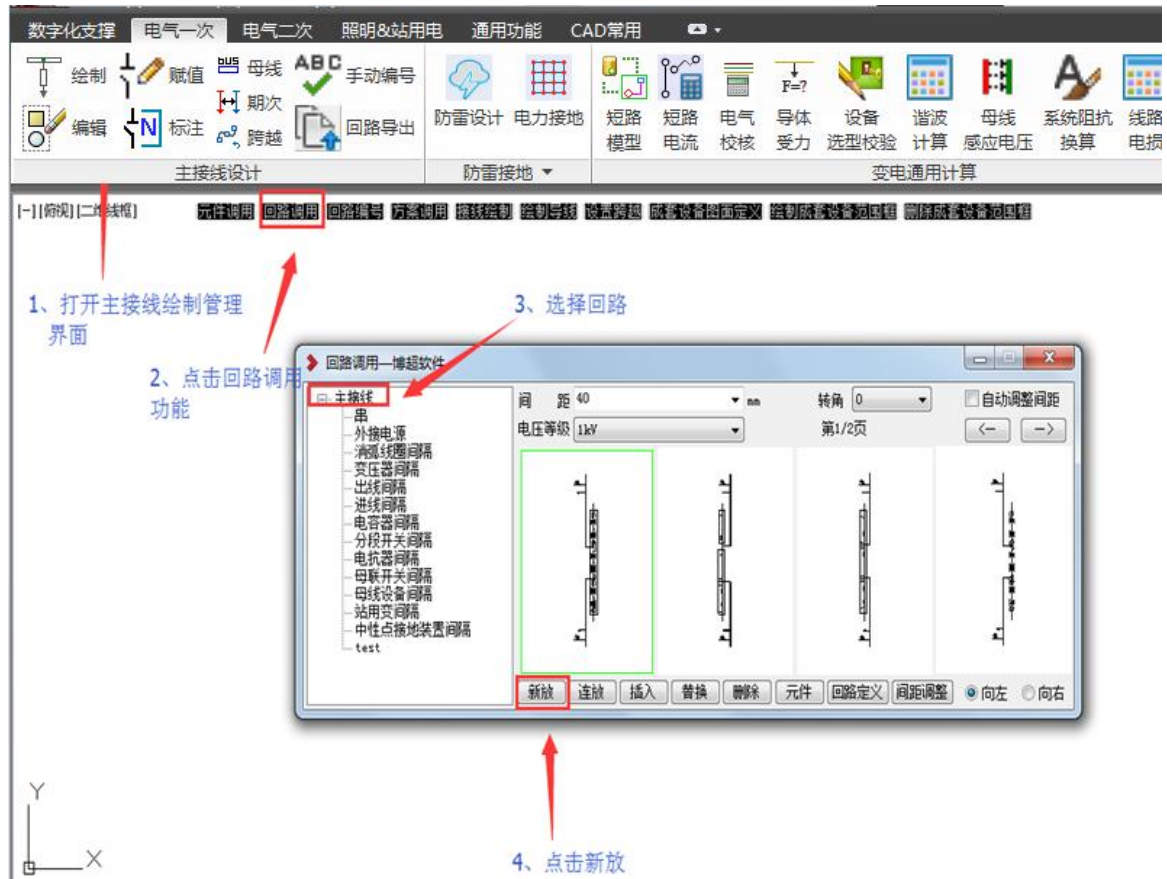 数字化支撑 电气一次 电气二次 照明&站用电 通用功能 CAD常用
绘制 赋值 BUS 母线 ABC 手动编号
期次
编辑 N 标注 跨越 回路导出
防雷设计 电力接地
短路模型 短路电流 电气校核 F=? 导体受力 设备选型校验 谐波计算 母线感应电压 系统阻抗换算 线路电损
主接线设计 防雷接地 变电通用计算
[-][俯视][二维线框] 元件调用 回路调用 回路编号 方案调用 接线绘制 绘制导线 设置跨越 成套设备图面定义 绘制成套设备范围框 删除成套设备范围框
1、打开主接线绘制管理
界面
2、点击回路调用
功能
3、选择回路
回路调用—博超软件
主接线
串
外接电源
消弧线圈间隔
变压器间隔
出线间隔
进线间隔
电容器间隔
分段开关间隔
电抗器间隔
母联开关间隔
母线设备间隔
站用变间隔
中性点接地装置间隔
test
间 距 40 mm 转角 0 自动调整间距
电压等级 1kV 第1/2页 <— —>
新放 连放 插入 替换 删除 元件 回路定义 间距调整 向左 向右
4、点击新放
Y
X